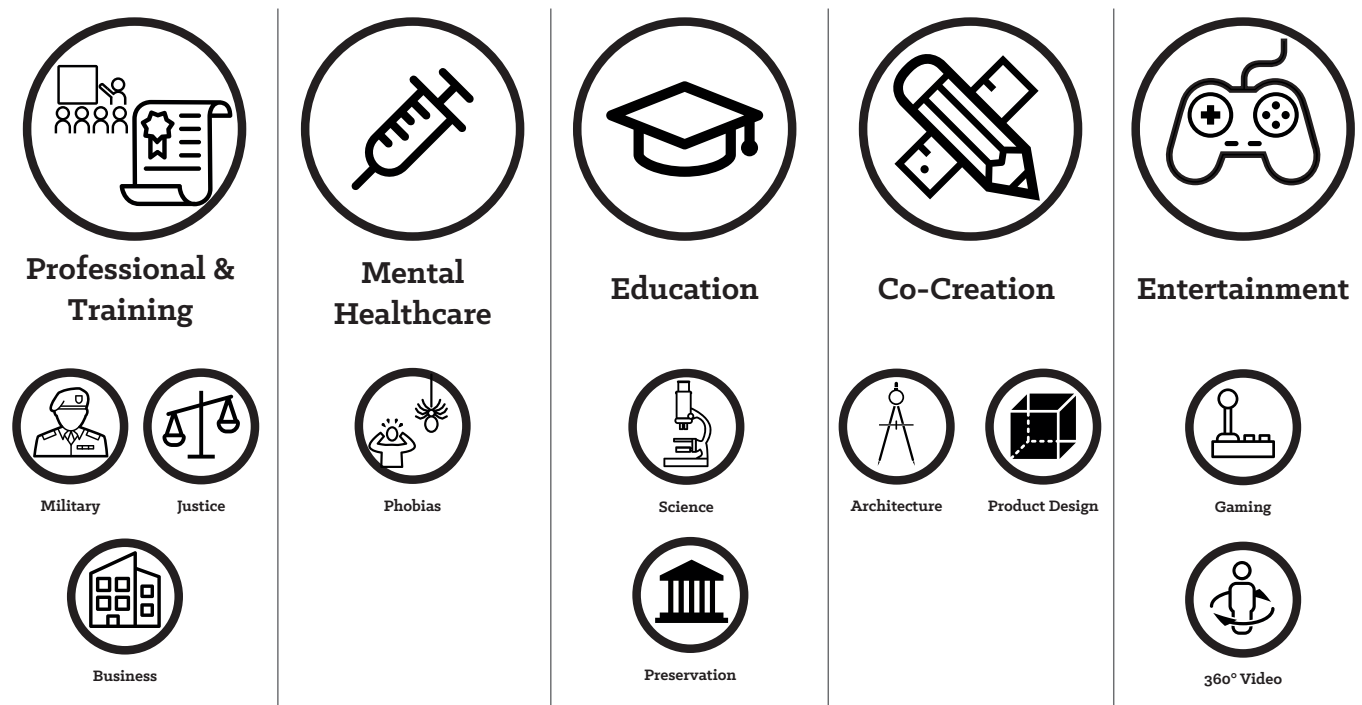 Professional &
Training
Mental
Healthcare
Education
Co-Creation
Entertainment
Military
Justice
Phobias
Science
Architecture
Product Design
Gaming
Business
Preservation
360° Video